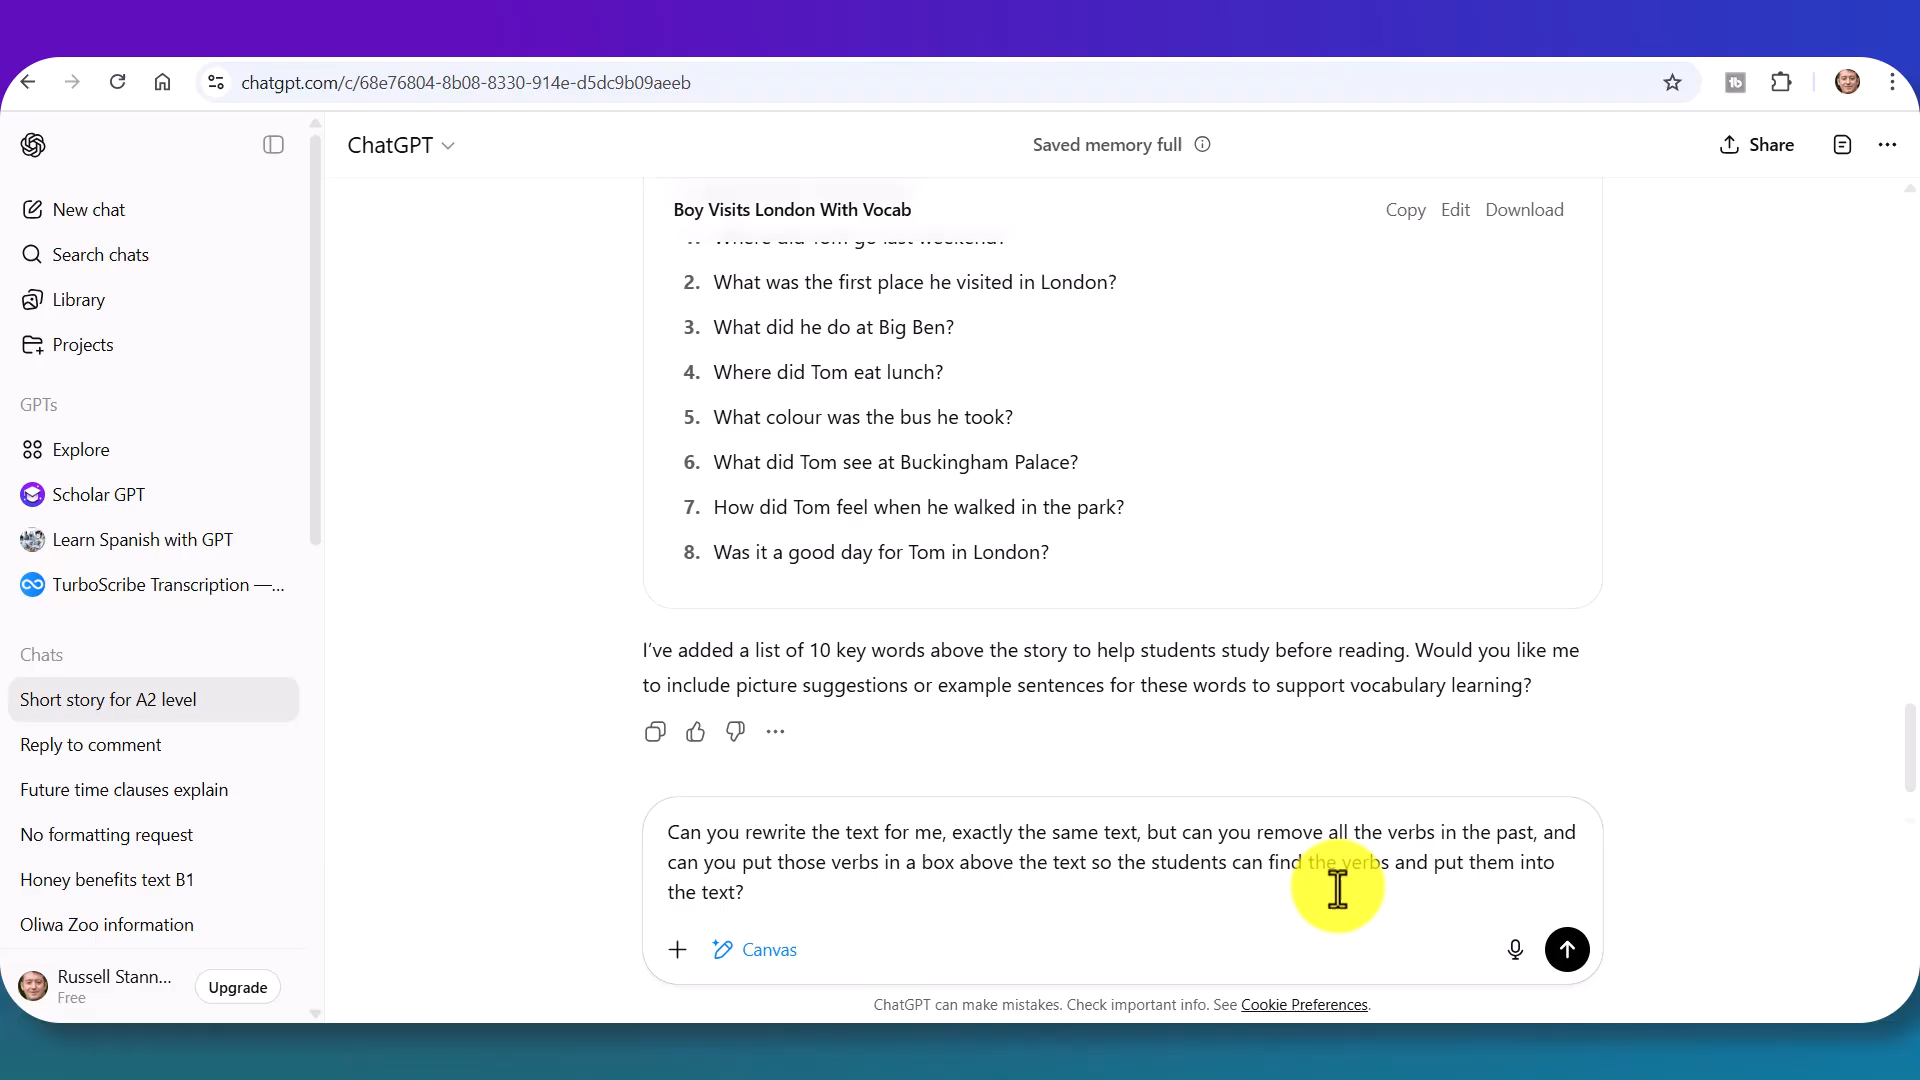 chatgpt.com/c/68e76804-8b08-8330-914e-d5dc9b09aeeb
ChatGPT
Saved memory full
Share
New chat
Search chats
Library
Projects
GPTs
Explore
Scholar GPT
Learn Spanish with GPT
TurboScribe Transcription —...
Chats
Short story for A2 level
Reply to comment
Future time clauses explain
No formatting request
Honey benefits text B1
Oliwa Zoo information
Russell Stann...
Free
Upgrade
Boy Visits London With Vocab
Copy Edit Download
1. Where did Tom go last weekend?
2. What was the first place he visited in London?
3. What did he do at Big Ben?
4. Where did Tom eat lunch?
5. What colour was the bus he took?
6. What did Tom see at Buckingham Palace?
7. How did Tom feel when he walked in the park?
8. Was it a good day for Tom in London?
I've added a list of 10 key words above the story to help students study before reading. Would you like me
to include picture suggestions or example sentences for these words to support vocabulary learning?
Can you rewrite the text for me, exactly the same text, but can you remove all the verbs in the past, and
can you put those verbs in a box above the text so the students can find the verbs and put them into
the text?
Canvas
ChatGPT can make mistakes. Check important info. See Cookie Preferences.